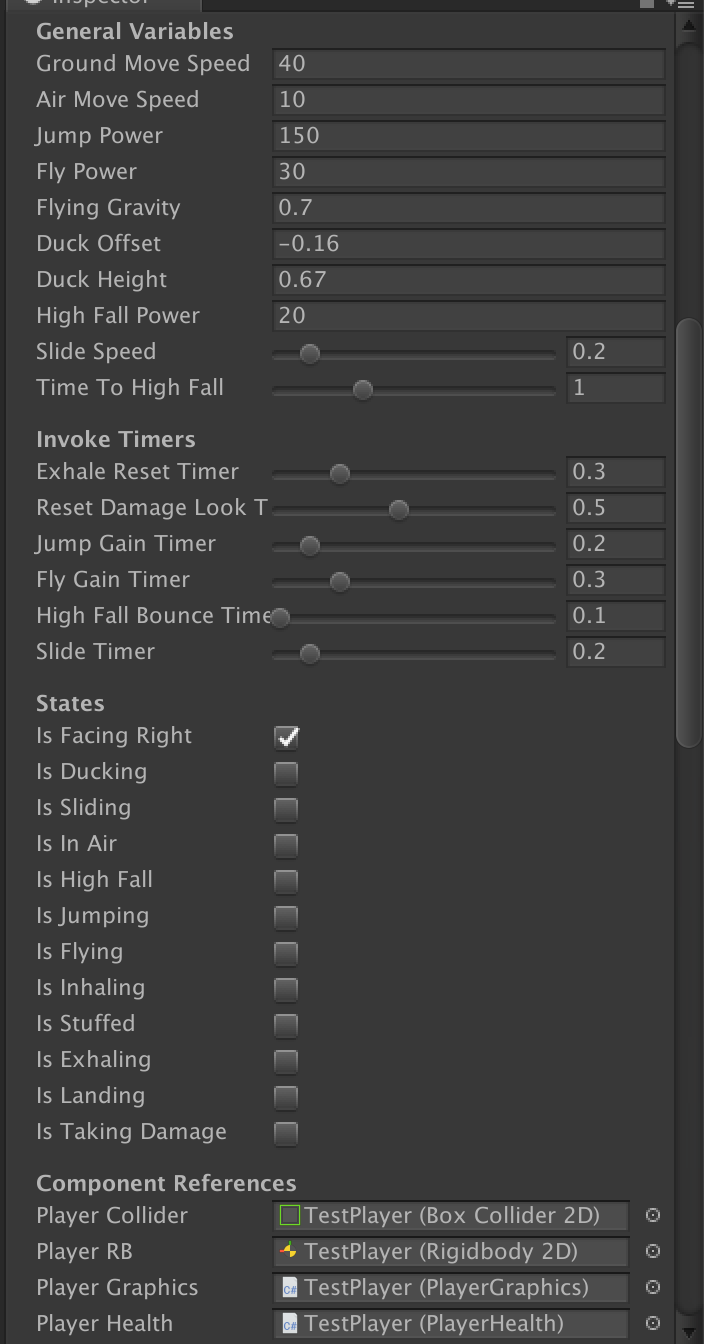 Inspector
General Variables
Ground Move Speed 40
Air Move Speed 10
Jump Power 150
Fly Power 30
Flying Gravity 0.7
Duck Offset -0.16
Duck Height 0.67
High Fall Power 20
Slide Speed 0.2
Time To High Fall 1
Invoke Timers
Exhale Reset Timer 0.3
Reset Damage Look T 0.5
Jump Gain Timer 0.2
Fly Gain Timer 0.3
High Fall Bounce Time 0.1
Slide Timer 0.2
States
Is Facing Right
Is Ducking
Is Sliding
Is In Air
Is High Fall
Is Jumping
Is Flying
Is Inhaling
Is Stuffed
Is Exhaling
Is Landing
Is Taking Damage
Component References
Player Collider TestPlayer (Box Collider 2D)
Player RB TestPlayer (Rigidbody 2D)
Player Graphics C# TestPlayer (PlayerGraphics)
Player Health C# TestPlayer (PlayerHealth)